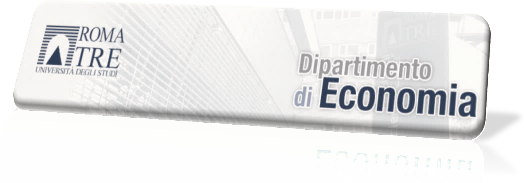 ROMA
TRE
UNIVERSITÀ DEGLI STUDI
Dipartimento
di Economia